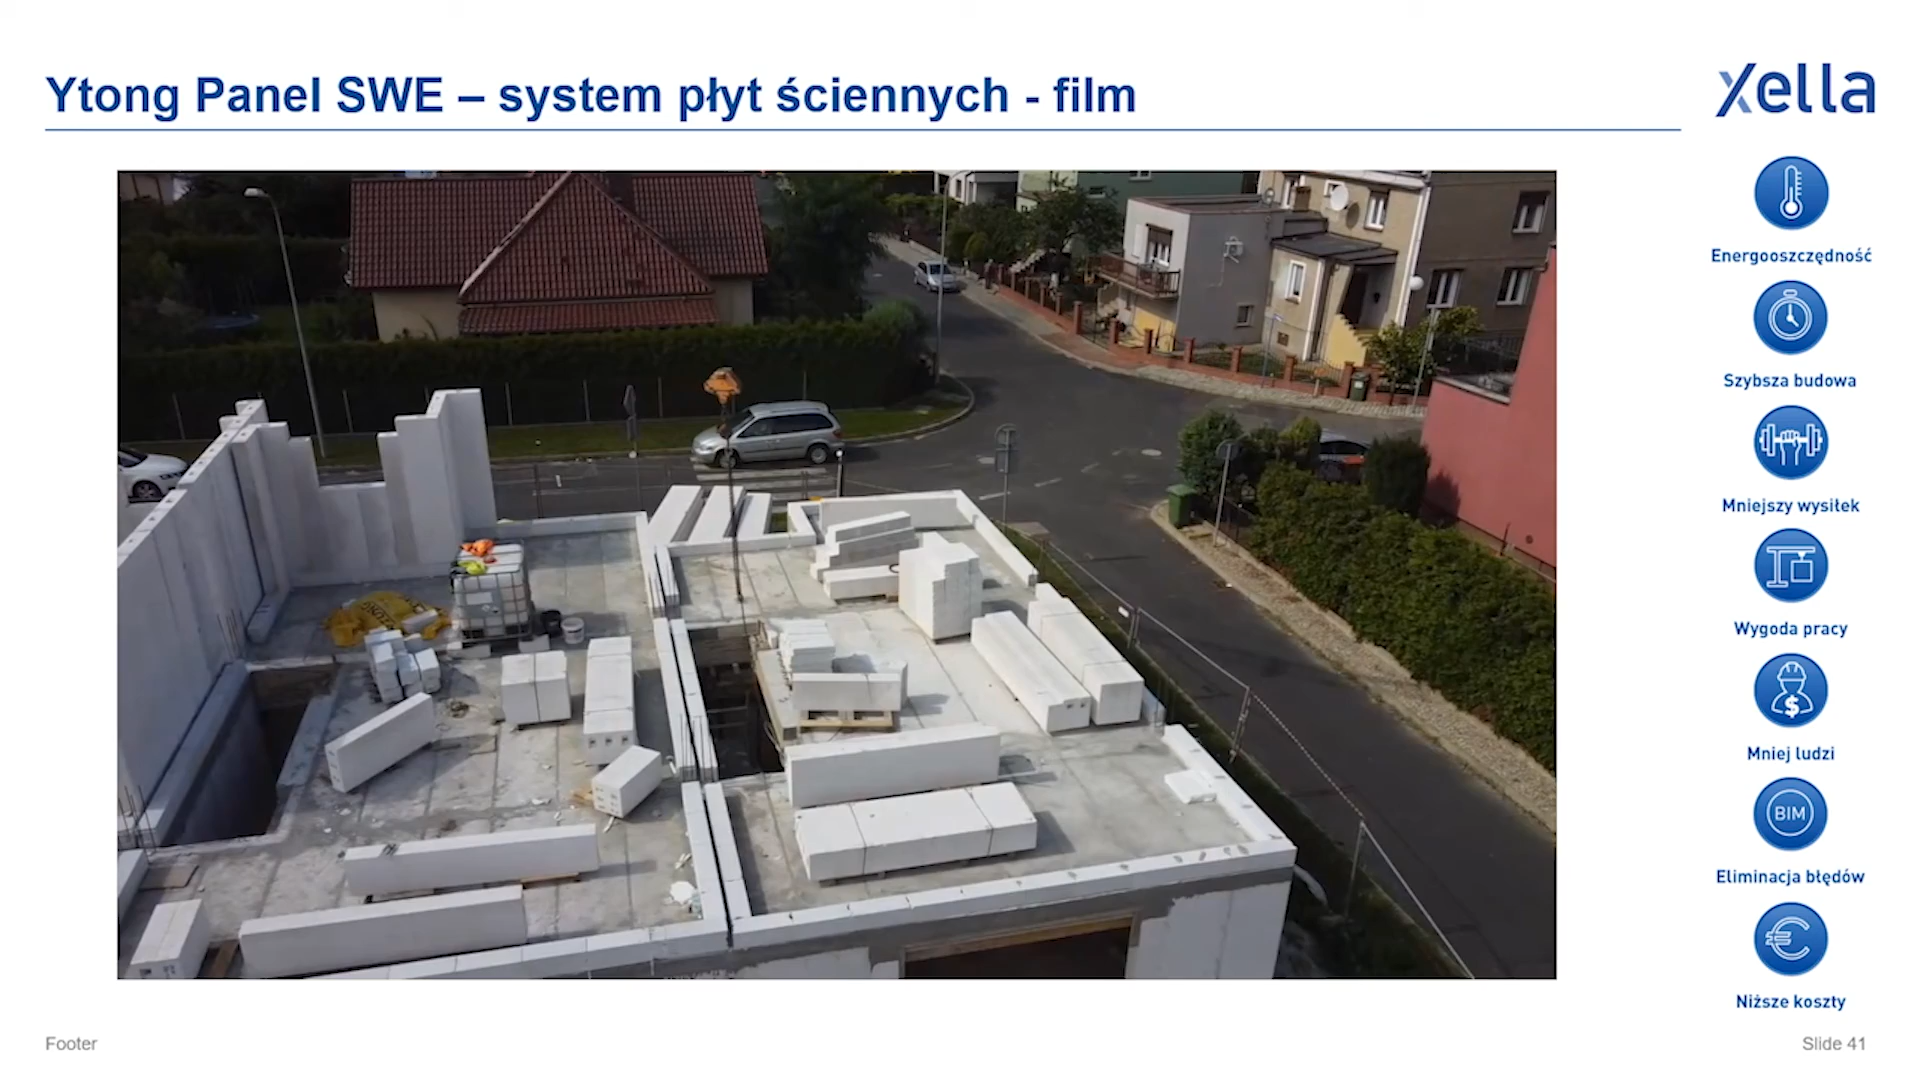 Ytong Panel SWE – system płyt ściennych - film
Xella
Energooszczędność
Szybsza budowa
Mniejszy wysiłek
Wygoda pracy
$
Mniej ludzi
BIM
Eliminacja błędów
€
Niższe koszty
Footer
Slide 41